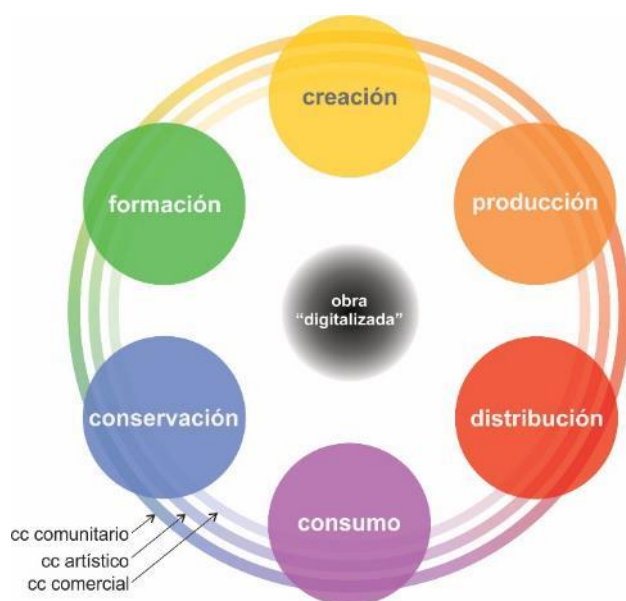 creación
formación
producción
obra
“digitalizada”
conservación
distribución
consumo
cc comunitario
cc artístico
cc comercial